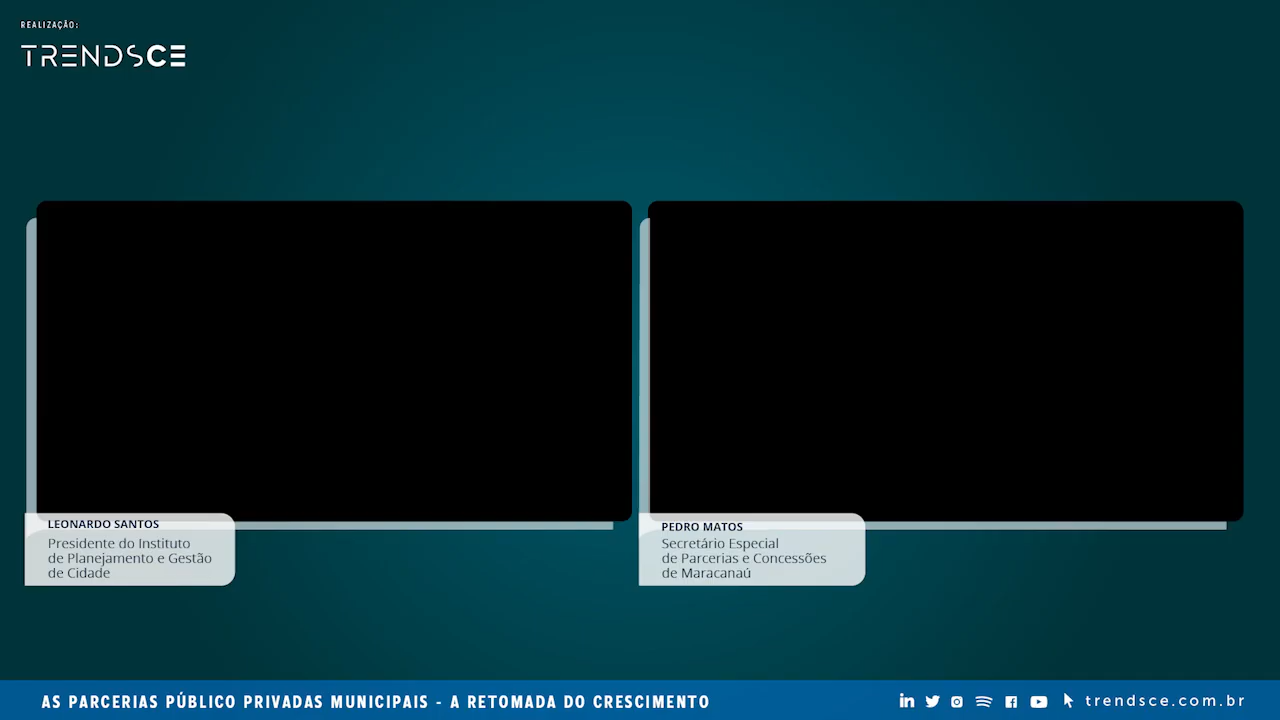 REALIZAÇÃO:
TRENDSCE
LEONARDO SANTOS
Presidente do Instituto
de Planejamento e Gestão
de Cidade
PEDRO MATOS
Secretário Especial
de Parcerias e Concessões
de Maracanaú
AS PARCERIAS PÚBLICO PRIVADAS MUNICIPAIS - A RETOMADA DO CRESCIMENTO
trendsce.com.br